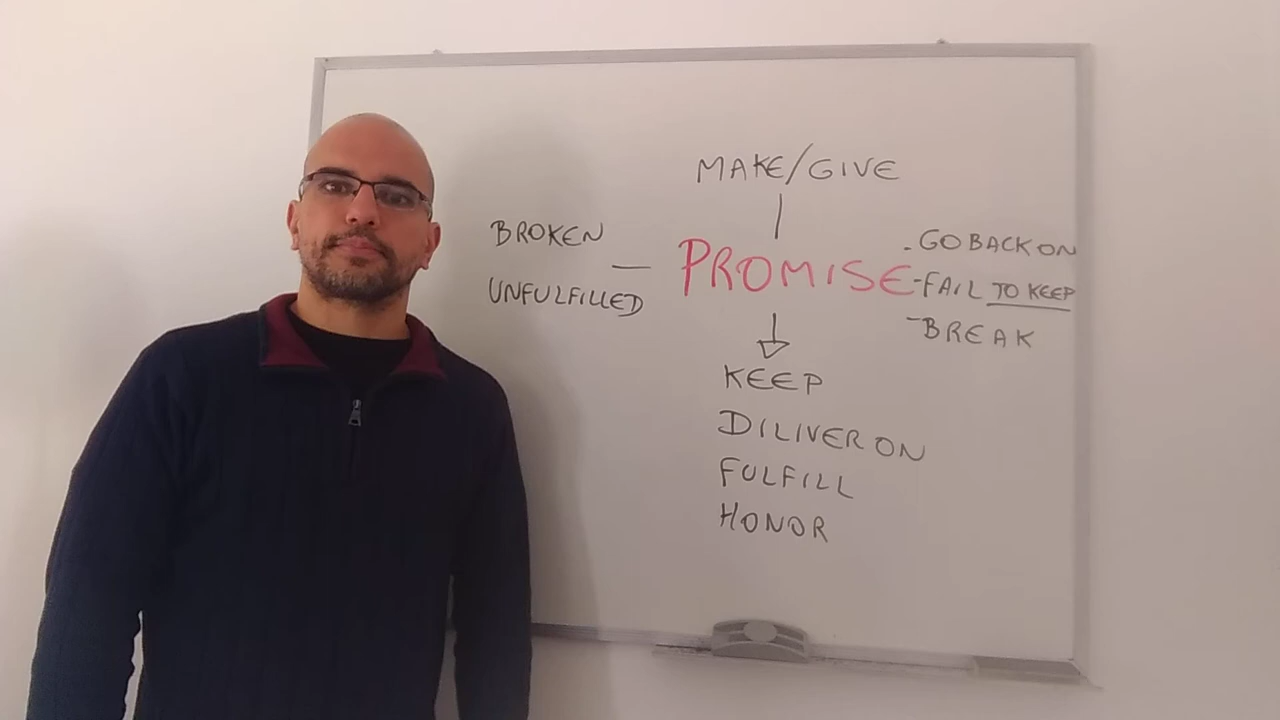 MAKE/GIVE
BROKEN
UNFULFILLED
PROMISE
- GO BACK ON
- FAIL TO KEEP
- BREAK
KEEP
DILIVER ON
FULFILL
HONOR